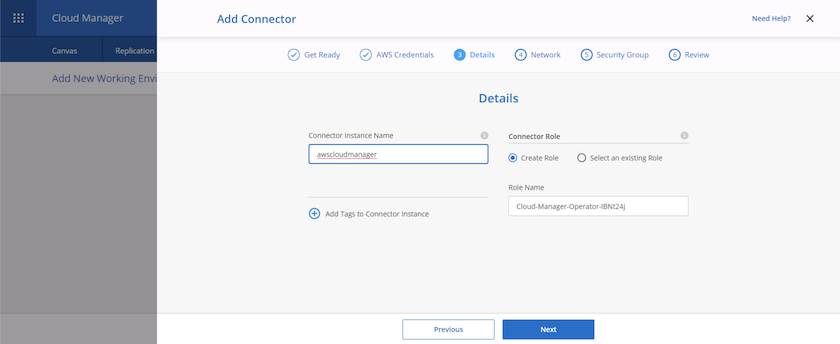 Cloud Manager
Add Connector
Need Help?
Canvas
Replication
Get Ready
AWS Credentials
3 Details
4 Network
5 Security Group
6 Review
Add New Working Envi
Details
Connector Instance Name
awscloudmanager
Add Tags to Connector Instance
Connector Role
Create Role
Select an existing Role
Role Name
Cloud-Manager-Operator-IBNt24j
Previous
Next